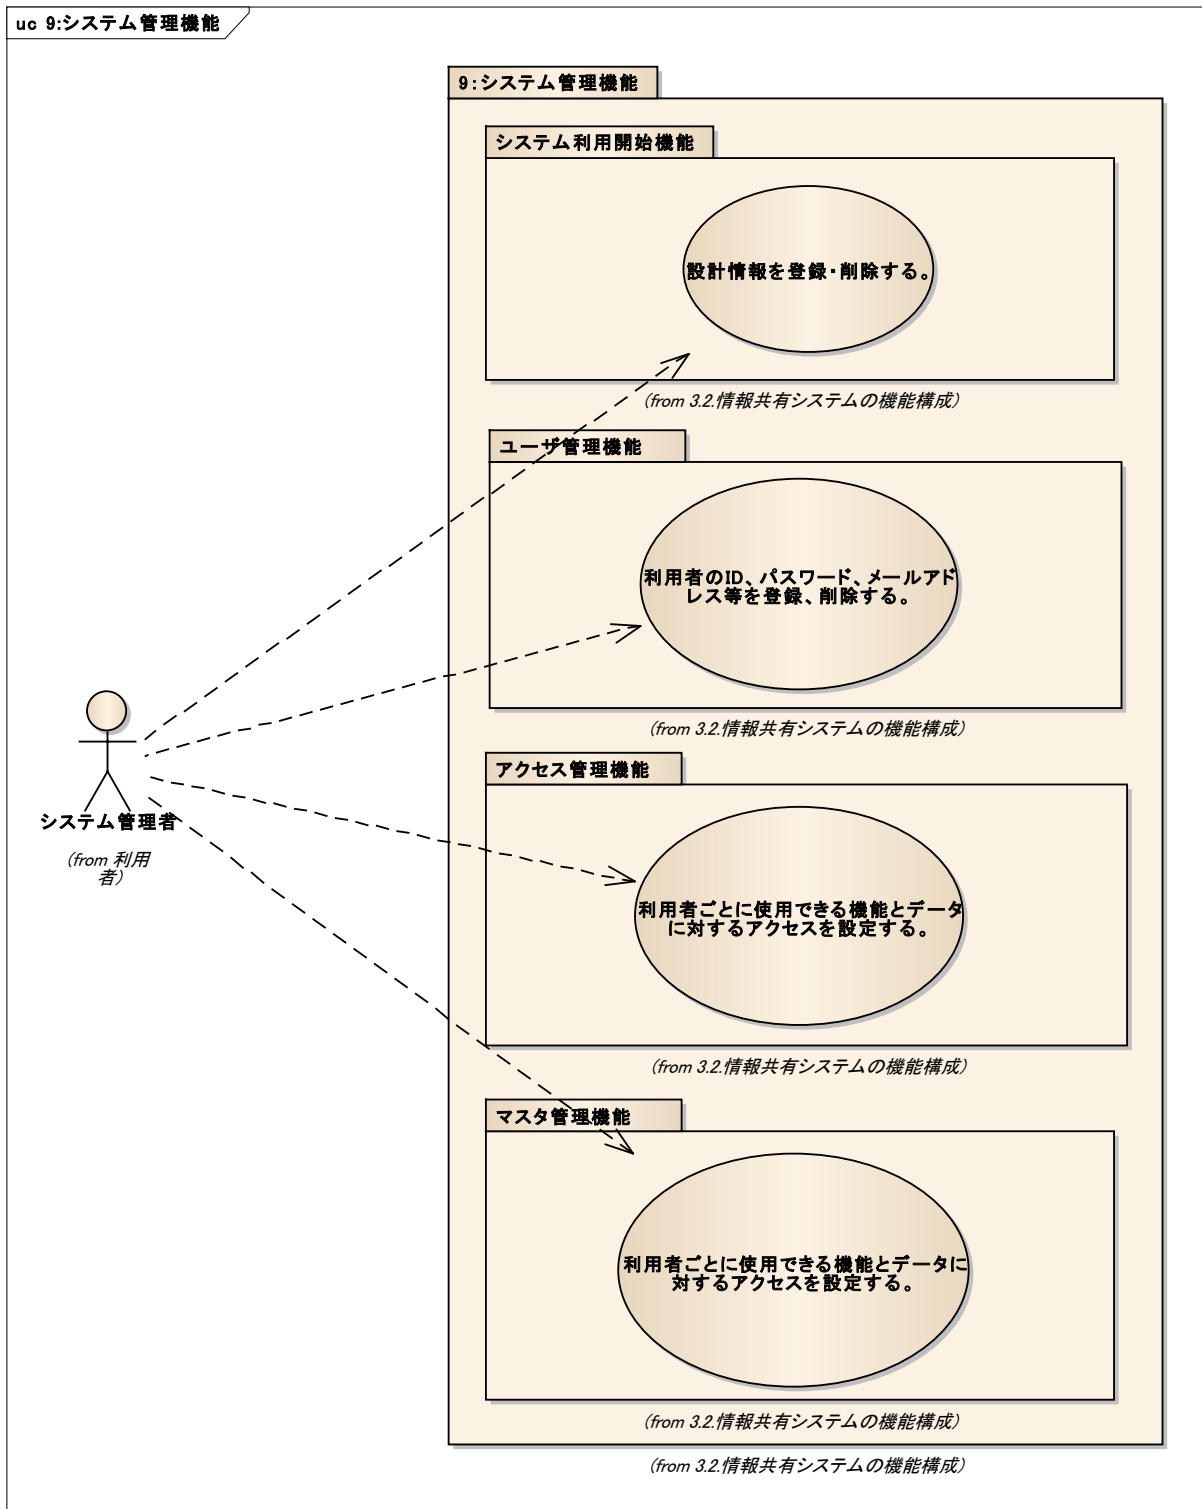 uc 9:システム管理機能
9:システム管理機能
システム利用開始機能
設計情報を登録・削除する。
(from 3.2.情報共有システムの機能構成)
ユーザ管理機能
利用者のID、パスワード、メールアド
レス等を登録、削除する。
(from 3.2.情報共有システムの機能構成)
システム管理者
(from 利用
者)
アクセス管理機能
利用者ごとに使用できる機能とデータ
に対するアクセスを設定する。
(from 3.2.情報共有システムの機能構成)
マスタ管理機能
利用者ごとに使用できる機能とデータに
対するアクセスを設定する。
(from 3.2.情報共有システムの機能構成)
(from 3.2.情報共有システムの機能構成)